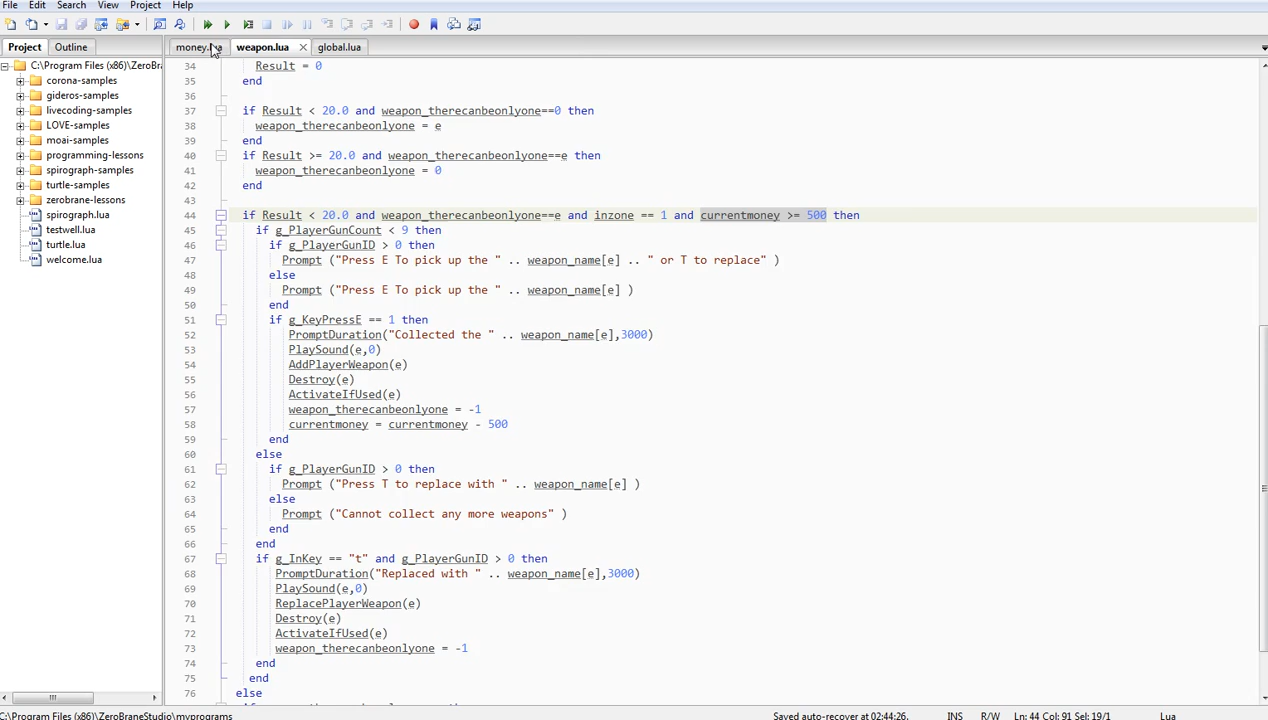 File Edit Search View Project Help
Project Outline
money.lua weapon.lua global.lua
C:\Program Files (x86)\ZeroBra
corona-samples
gideros-samples
livecoding-samples
LOVE-samples
moai-samples
programming-lessons
spirograph-samples
turtle-samples
zerobrane-lessons
spirograph.lua
testwell.lua
turtle.lua
welcome.lua
34 Result = 0
35 end
36
37 if Result < 20.0 and weapon_therecanbeonlyone==0 then
38 weapon_therecanbeonlyone = e
39 end
40 if Result >= 20.0 and weapon_therecanbeonlyone==e then
41 weapon_therecanbeonlyone = 0
42 end
43
44 if Result < 20.0 and weapon_therecanbeonlyone==e and inzone == 1 and currentmoney >= 500 then
45 if g_PlayerGunCount < 9 then
46 if g_PlayerGunID > 0 then
47 Prompt ("Press E To pick up the " .. weapon_name[e] .. " or T to replace" )
48 else
49 Prompt ("Press E To pick up the " .. weapon_name[e] )
50 end
51 if g_KeyPressE == 1 then
52 PromptDuration("Collected the " .. weapon_name[e],3000)
53 PlaySound(e,0)
54 AddPlayerWeapon(e)
55 Destroy(e)
56 ActivateIfUsed(e)
57 weapon_therecanbeonlyone = -1
58 currentmoney = currentmoney - 500
59 end
60 else
61 if g_PlayerGunID > 0 then
62 Prompt ("Press T to replace with " .. weapon_name[e] )
63 else
64 Prompt ("Cannot collect any more weapons" )
65 end
66 end
67 if g_InKey == "t" and g_PlayerGunID > 0 then
68 PromptDuration("Replaced with " .. weapon_name[e],3000)
69 PlaySound(e,0)
70 ReplacePlayerWeapon(e)
71 Destroy(e)
72 ActivateIfUsed(e)
73 weapon_therecanbeonlyone = -1
74 end
75 end
76 else
C:\Program Files (x86)\ZeroBraneStudio\myprograms Saved auto-recover at 02:44:26. INS R/W Ln: 44 Col: 91 Sel: 19/1 Lua